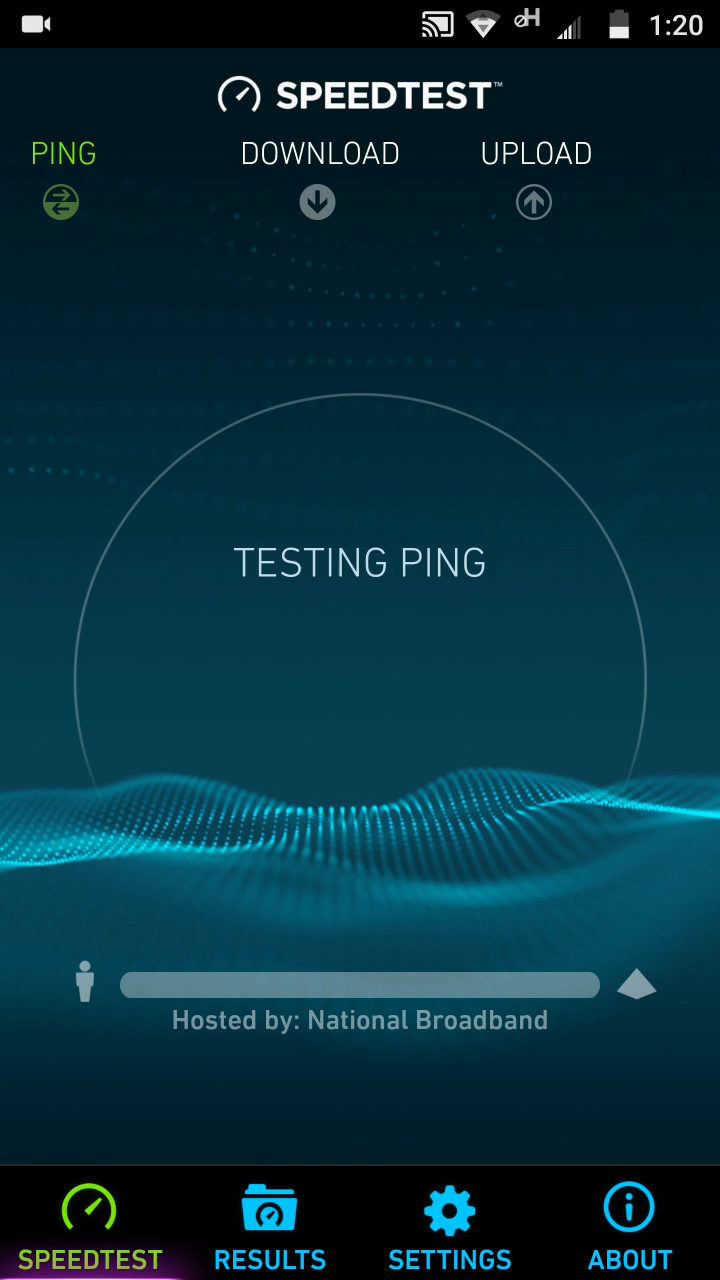 H 1:20
SPEEDTEST™
PING DOWNLOAD UPLOAD
TESTING PING
Hosted by: National Broadband
SPEEDTEST RESULTS SETTINGS ABOUT